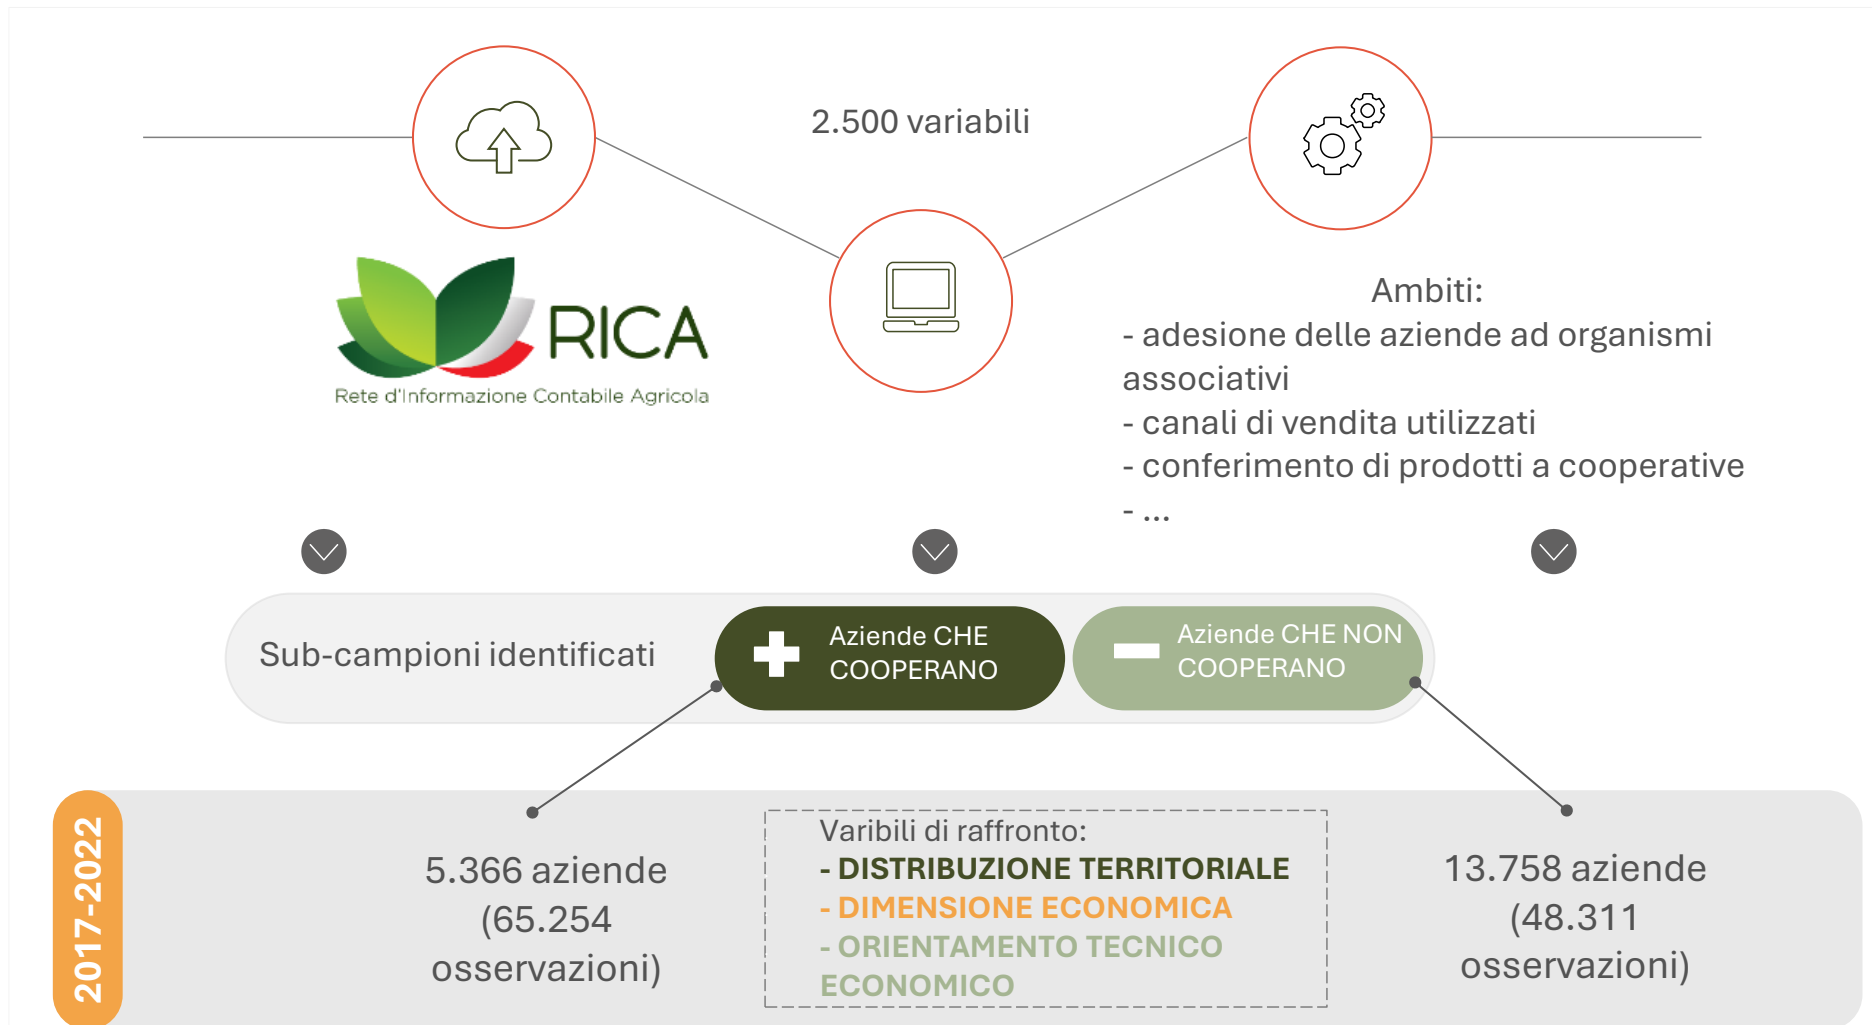 2.500 variabili
RICA
Rete d'Informazione Contabile Agricola
Ambiti:
- adesione delle aziende ad organismi
associativi
- canali di vendita utilizzati
- conferimento di prodotti a cooperative
- ...
Sub-campioni identificati
Aziende CHE
COOPERANO
Aziende CHE NON
COOPERANO
2017-2022
5.366 aziende
(65.254
osservazioni)
Varibili di raffronto:
- DISTRIBUZIONE TERRITORIALE
- DIMENSIONE ECONOMICA
- ORIENTAMENTO TECNICO
ECONOMICO
13.758 aziende
(48.311
osservazioni)